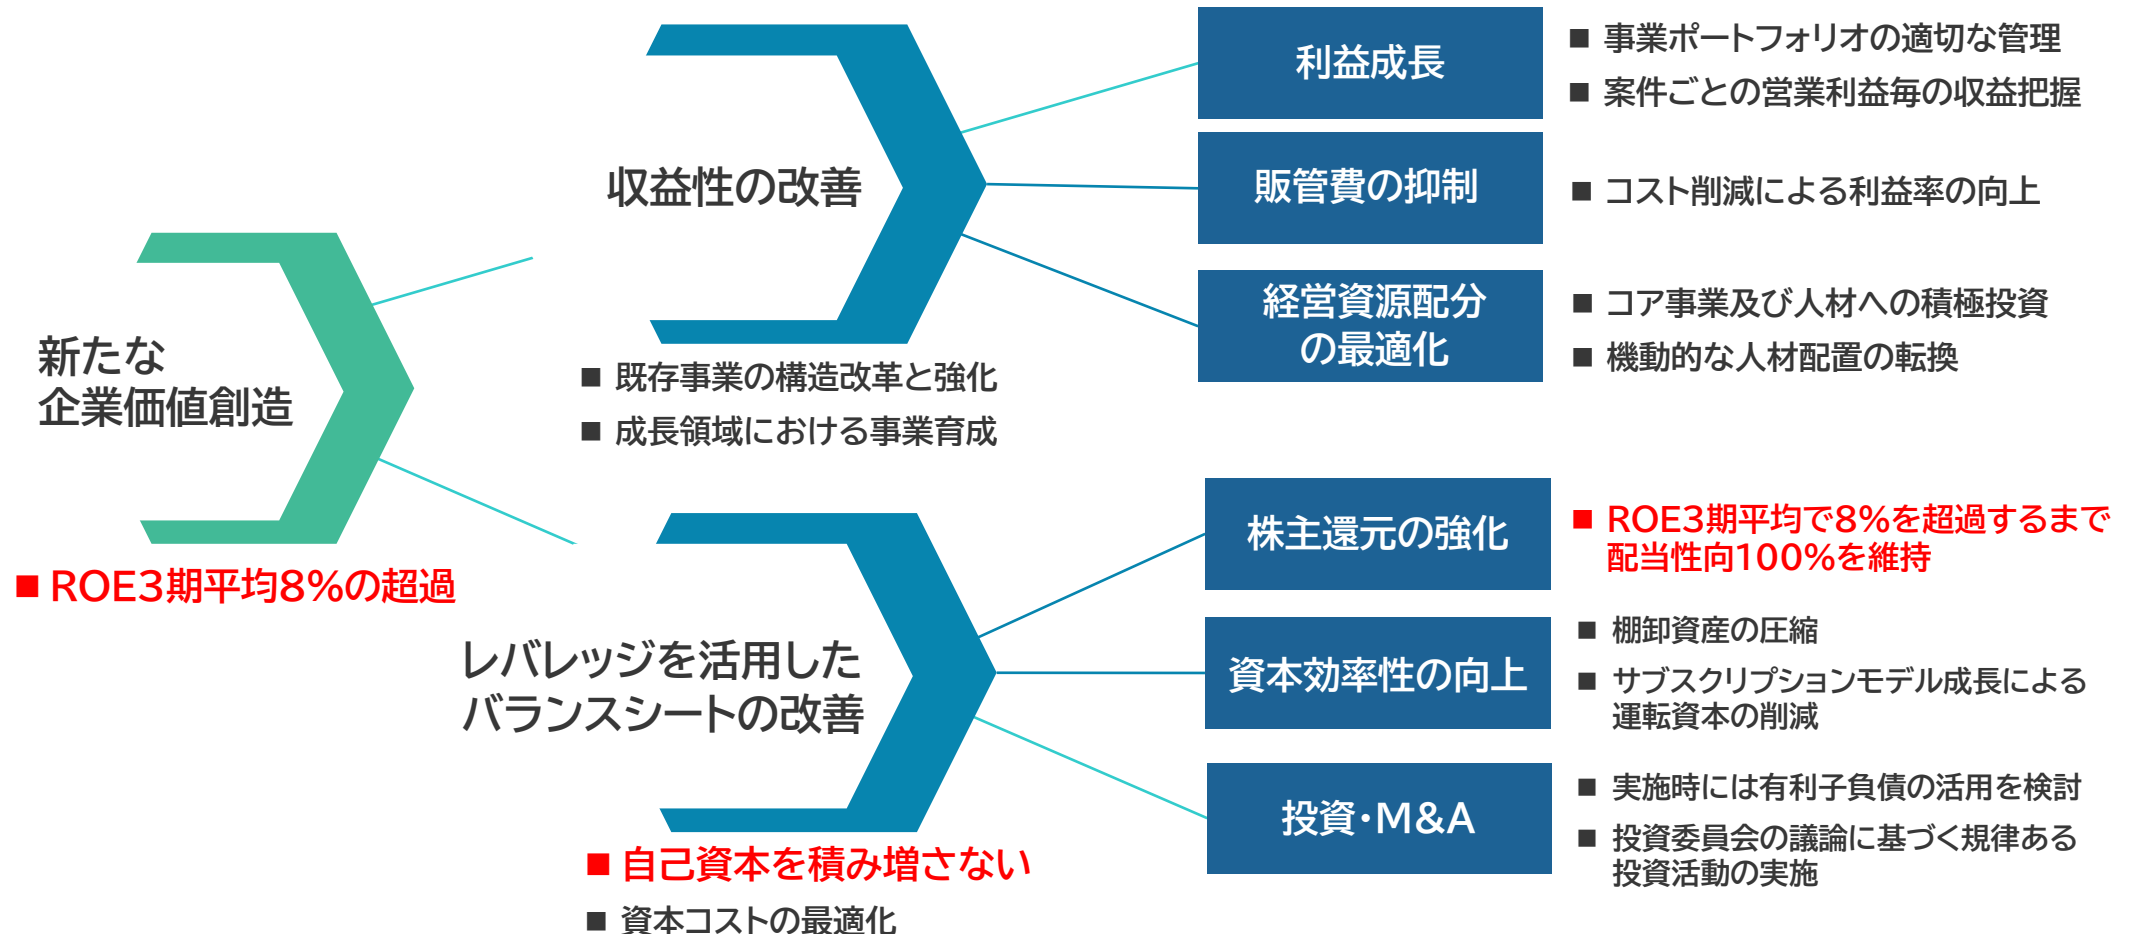 新たな
企業価値創造
■ ROE3期平均8%の超過
収益性の改善
■ 既存事業の構造改革と強化
■ 成長領域における事業育成
利益成長
■ 事業ポートフォリオの適切な管理
■ 案件ごとの営業利益毎の収益把握
販管費の抑制
■ コスト削減による利益率の向上
経営資源配分
の最適化
■ コア事業及び人材への積極投資
■ 機動的な人材配置の転換
レバレッジを活用した
バランスシートの改善
■ 自己資本を積み増さない
■ 資本コストの最適化
株主還元の強化
■ ROE3期平均で8%を超過するまで
配当性向100%を維持
資本効率性の向上
■ 棚卸資産の圧縮
■ サブスクリプションモデル成長による
運転資本の削減
投資・M&A
■ 実施時には有利子負債の活用を検討
■ 投資委員会の議論に基づく規律ある
投資活動の実施